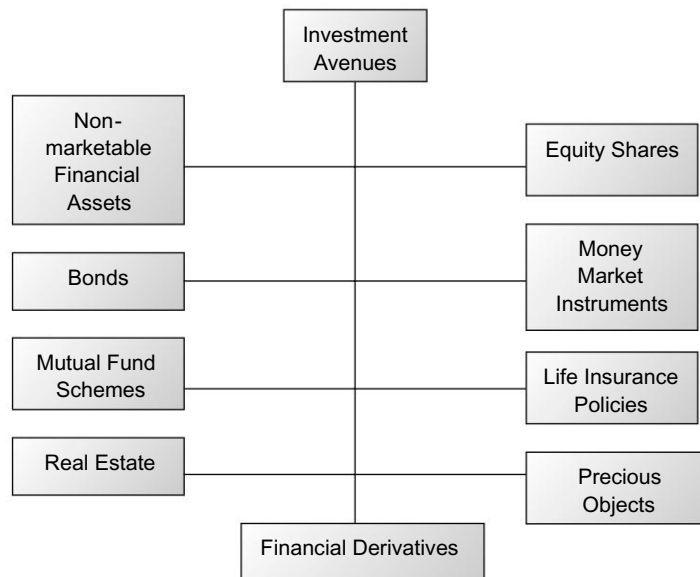 Investment
Avenues
Non-
marketable
Financial
Assets
Equity Shares
Bonds
Money
Market
Instruments
Mutual Fund
Schemes
Life Insurance
Policies
Real Estate
Precious
Objects
Financial Derivatives